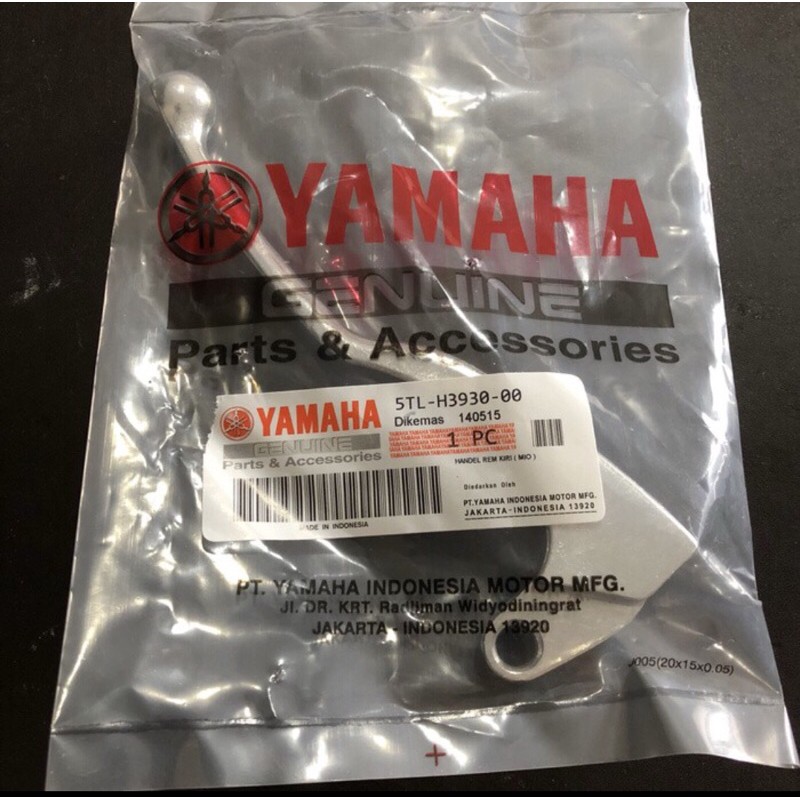 YAMAHA
GENUINE
Parts & Accessories
YAMAHA
GENUINE
Parts & Accessories
5TL-H3930-00
Dikemas 140515
1 PC
HANDEL REM KIRI ( MIO )
Diedarkan Oleh
PT.YAMAHA INDONESIA MOTOR MFG.
JAKARTA-INDONESIA 13920
MADE IN INDONESIA
PT. YAMAHA INDONESIA MOTOR MFG.
Jl. DR. KRT. Radjiman Widyodiningrat
JAKARTA - INDONESIA 13920
J005(20x15x0.05)